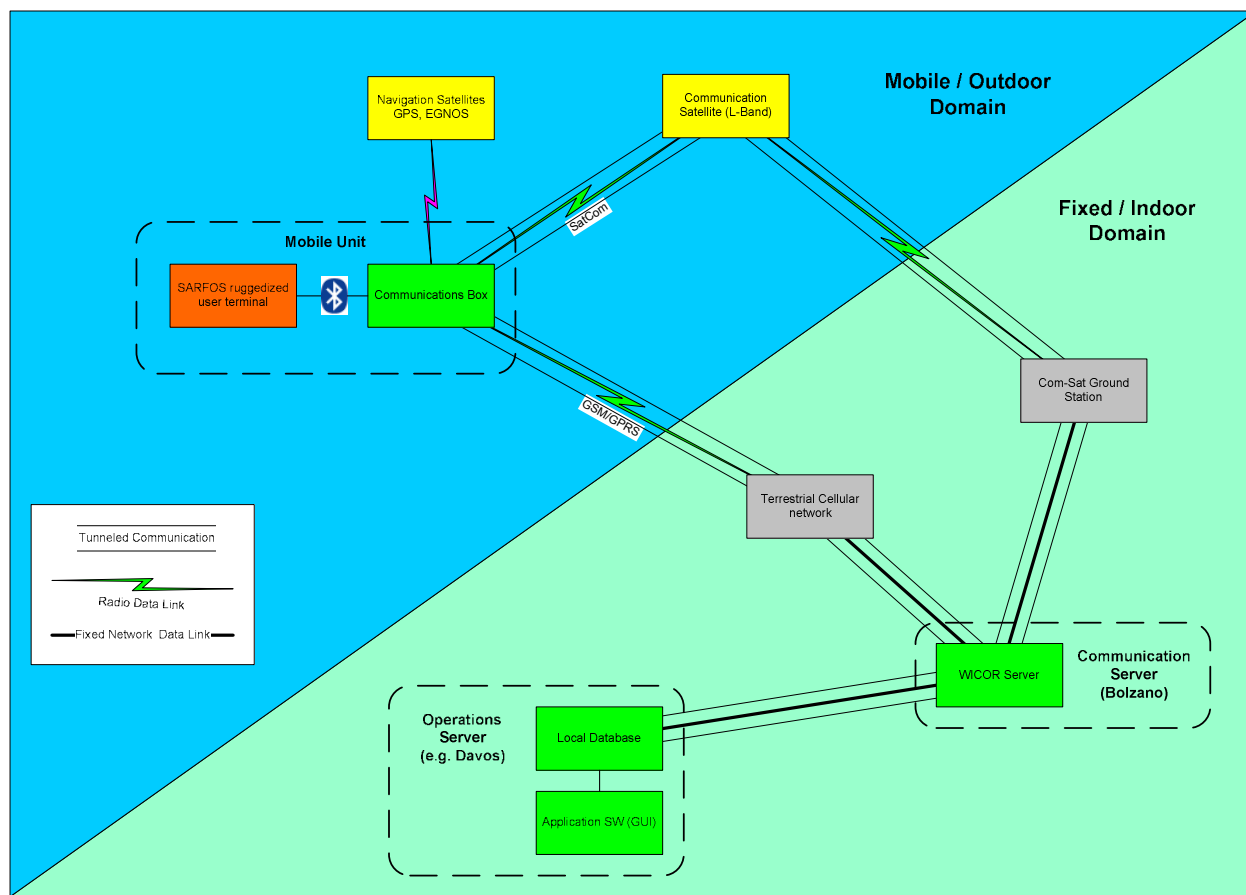 Mobile / Outdoor
Domain
Navigation Satellites
GPS, EGNOS
Communication
Satellite (L-Band)
Fixed / Indoor
Domain
SatCom
Mobile Unit
SARFOS ruggedized
user terminal
Communications Box
GSM/GPRS
Com-Sat Ground
Station
Terrestrial Cellular
network
Tunneled Communication
Radio Data Link
Fixed Network Data Link
WICOR Server
Communication
Server
(Bolzano)
Operations
Server
(e.g. Davos)
Local Database
Application SW (GUI)